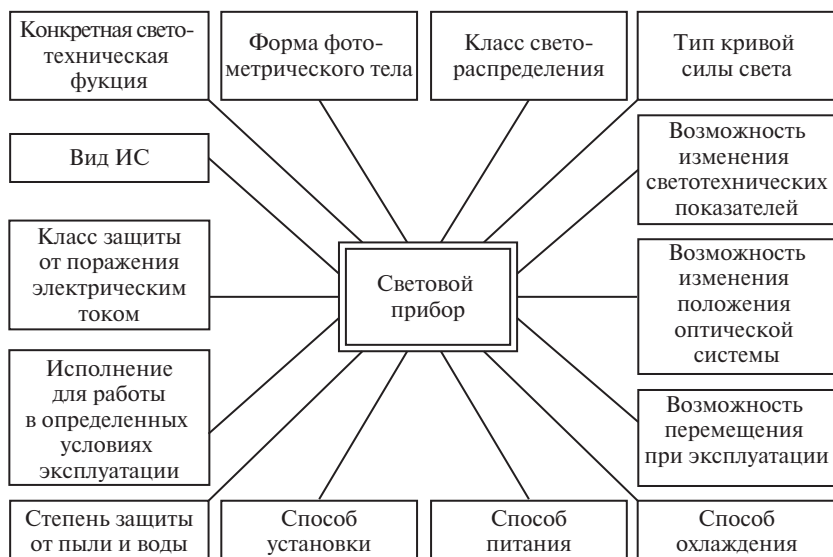 Конкретная свето-
техническая
фукция
Форма фото-
метрического тела
Класс свето-
распределения
Тип кривой
силы света
Вид ИС
Возможность
изменения
светотехнических
показателей
Класс защиты
от поражения
электрическим
током
Световой
прибор
Возможность
изменения
положения
оптической
системы
Исполнение
для работы
в определенных
условиях
эксплуатации
Возможность
перемещения
при эксплуатации
Степень защиты
от пыли и воды
Способ
установки
Способ
питания
Способ
охлаждения